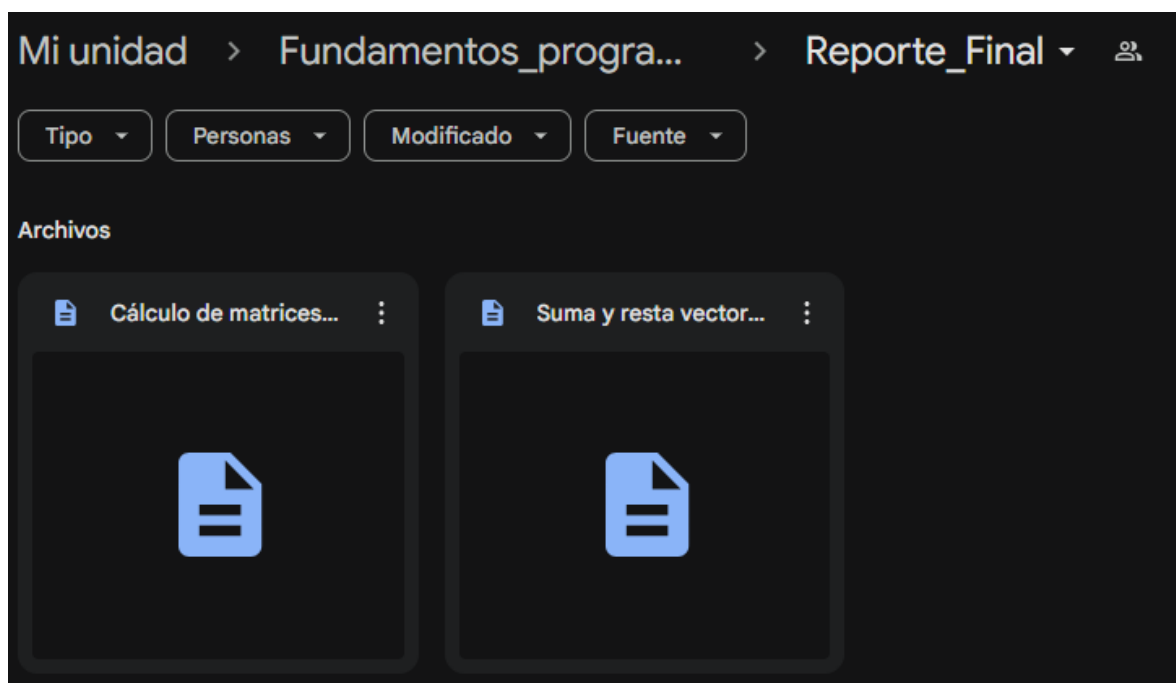 Mi unidad > Fundamentos_progra... > Reporte_Final
Tipo Personas Modificado Fuente
Archivos
Cálculo de matrices... Suma y resta vector...